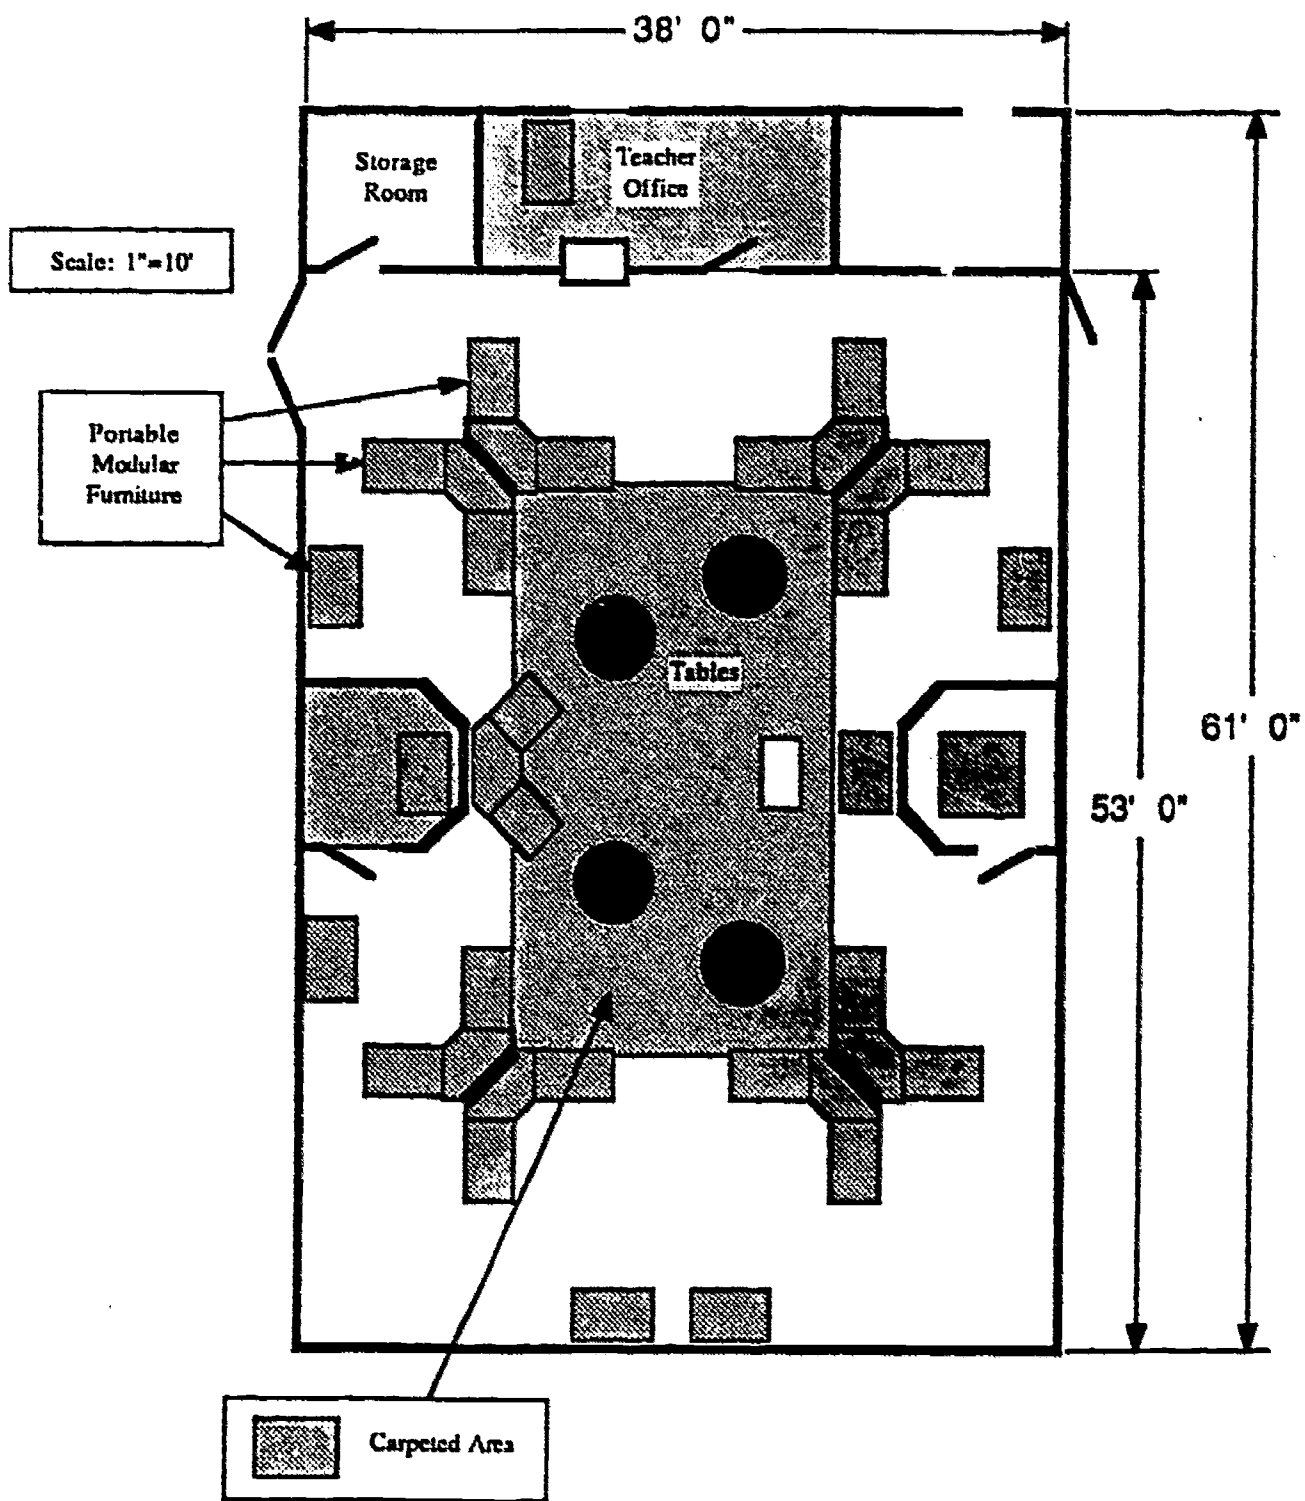 38' 0"
Storage
Room
Teacher
Office
Scale: 1"=10'
Portable
Modular
Furniture
Tables
61' 0"
53' 0"
Carpeted Area